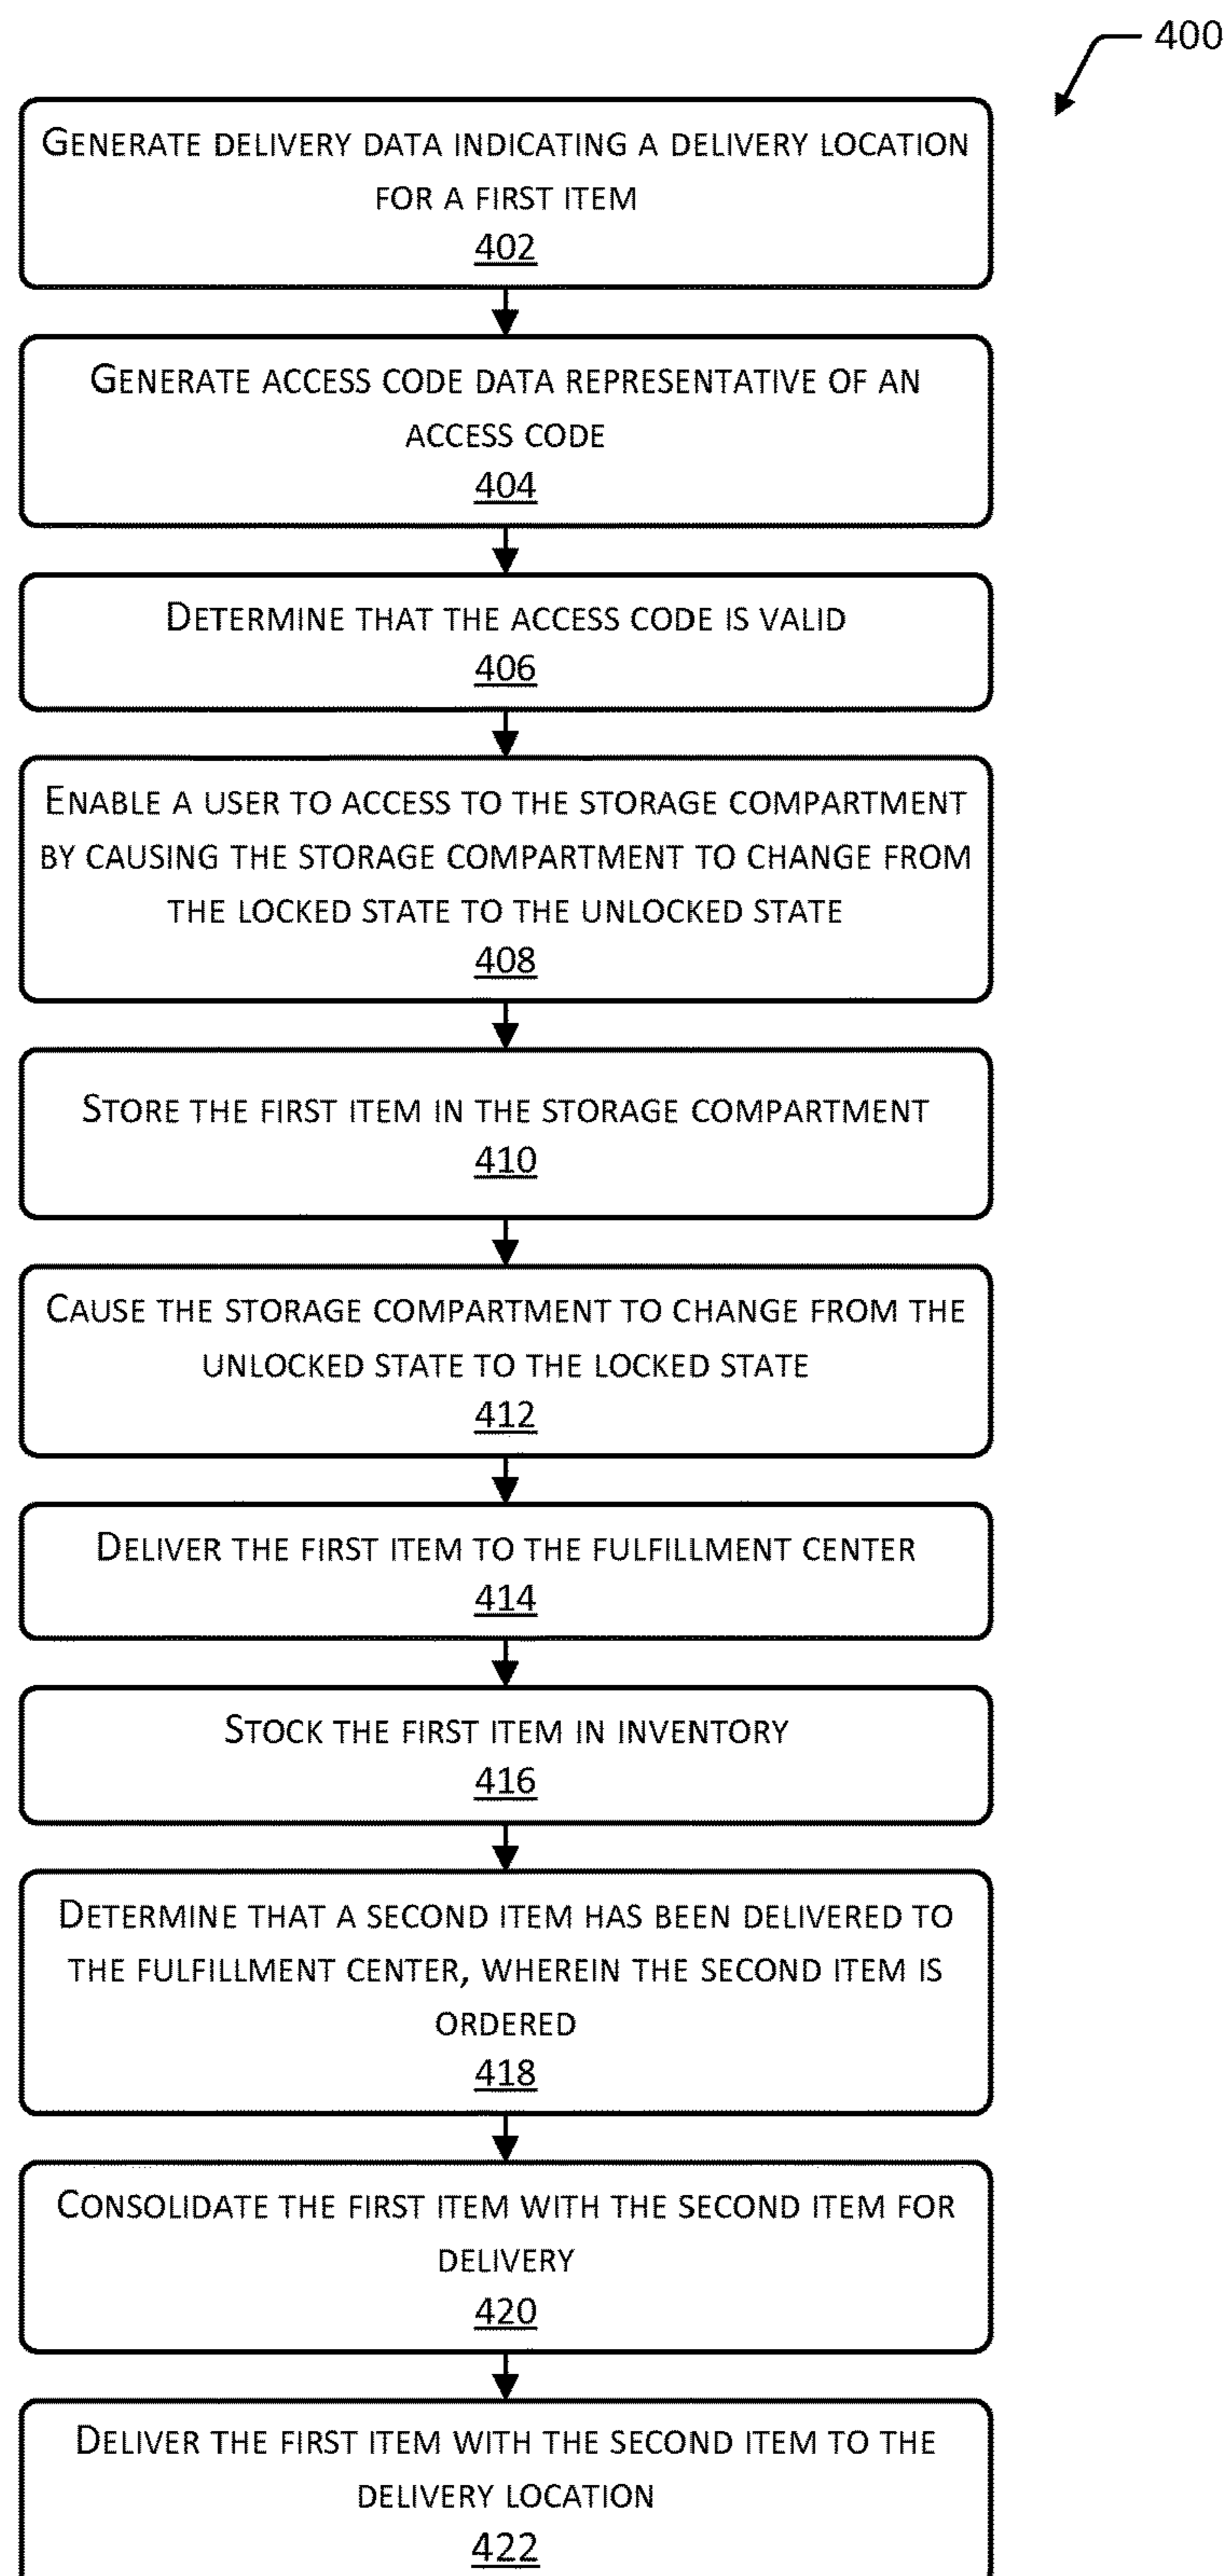 400
GENERATE DELIVERY DATA INDICATING A DELIVERY LOCATION
FOR A FIRST ITEM
402
GENERATE ACCESS CODE DATA REPRESENTATIVE OF AN
ACCESS CODE
404
DETERMINE THAT THE ACCESS CODE IS VALID
406
ENABLE A USER TO ACCESS TO THE STORAGE COMPARTMENT
BY CAUSING THE STORAGE COMPARTMENT TO CHANGE FROM
THE LOCKED STATE TO THE UNLOCKED STATE
408
STORE THE FIRST ITEM IN THE STORAGE COMPARTMENT
410
CAUSE THE STORAGE COMPARTMENT TO CHANGE FROM THE
UNLOCKED STATE TO THE LOCKED STATE
412
DELIVER THE FIRST ITEM TO THE FULFILLMENT CENTER
414
STOCK THE FIRST ITEM IN INVENTORY
416
DETERMINE THAT A SECOND ITEM HAS BEEN DELIVERED TO
THE FULFILLMENT CENTER, WHEREIN THE SECOND ITEM IS
ORDERED
418
CONSOLIDATE THE FIRST ITEM WITH THE SECOND ITEM FOR
DELIVERY
420
DELIVER THE FIRST ITEM WITH THE SECOND ITEM TO THE
DELIVERY LOCATION
422